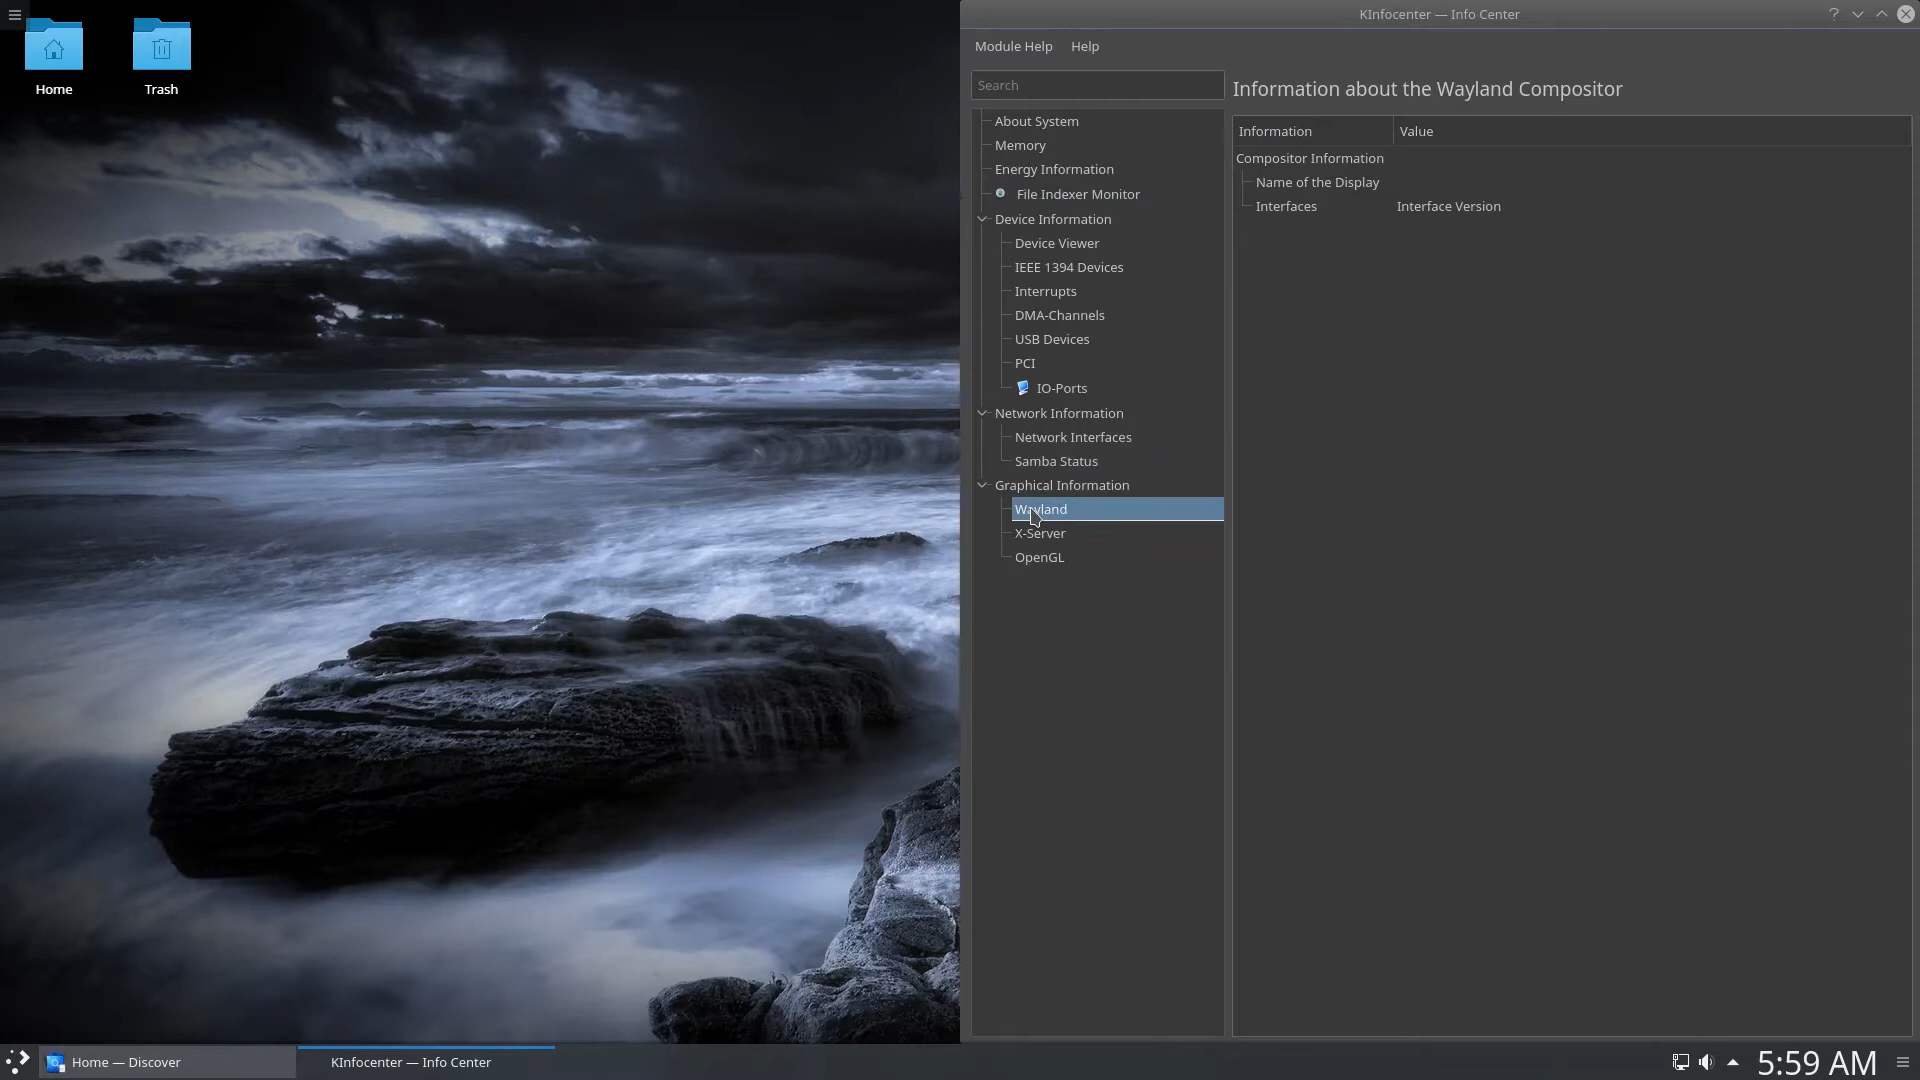 Home
Trash
KInfocenter — Info Center
?
Module Help Help
Search
Information about the Wayland Compositor
About System
Memory
Energy Information
File Indexer Monitor
Device Information
Device Viewer
IEEE 1394 Devices
Interrupts
DMA-Channels
USB Devices
PCI
IO-Ports
Network Information
Network Interfaces
Samba Status
Graphical Information
Wayland
X-Server
OpenGL
Information Value
Compositor Information
Name of the Display
Interfaces Interface Version
Home — Discover
KInfocenter — Info Center
5:59 AM